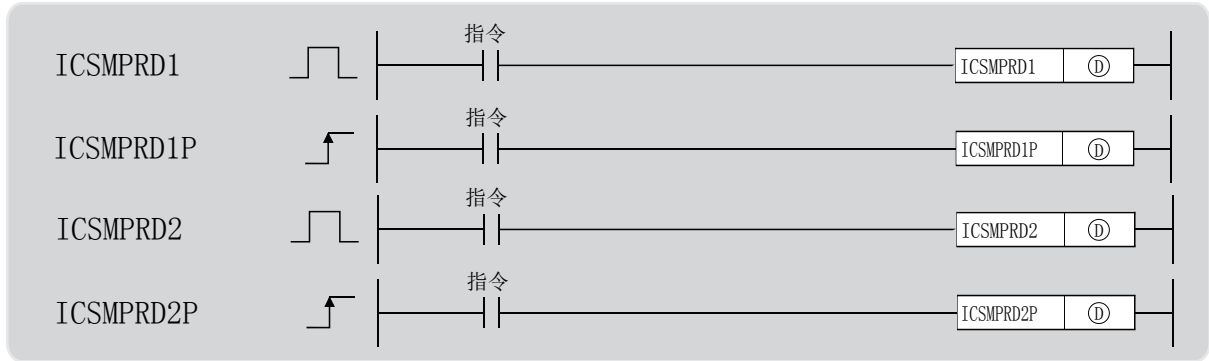 指令
ICSMPRD1 ICSMPRD1 Ⓓ
指令
ICSMPRD1P ICSMPRD1P Ⓓ
指令
ICSMPRD2 ICSMPRD2 Ⓓ
指令
ICSMPRD2P ICSMPRD2P Ⓓ